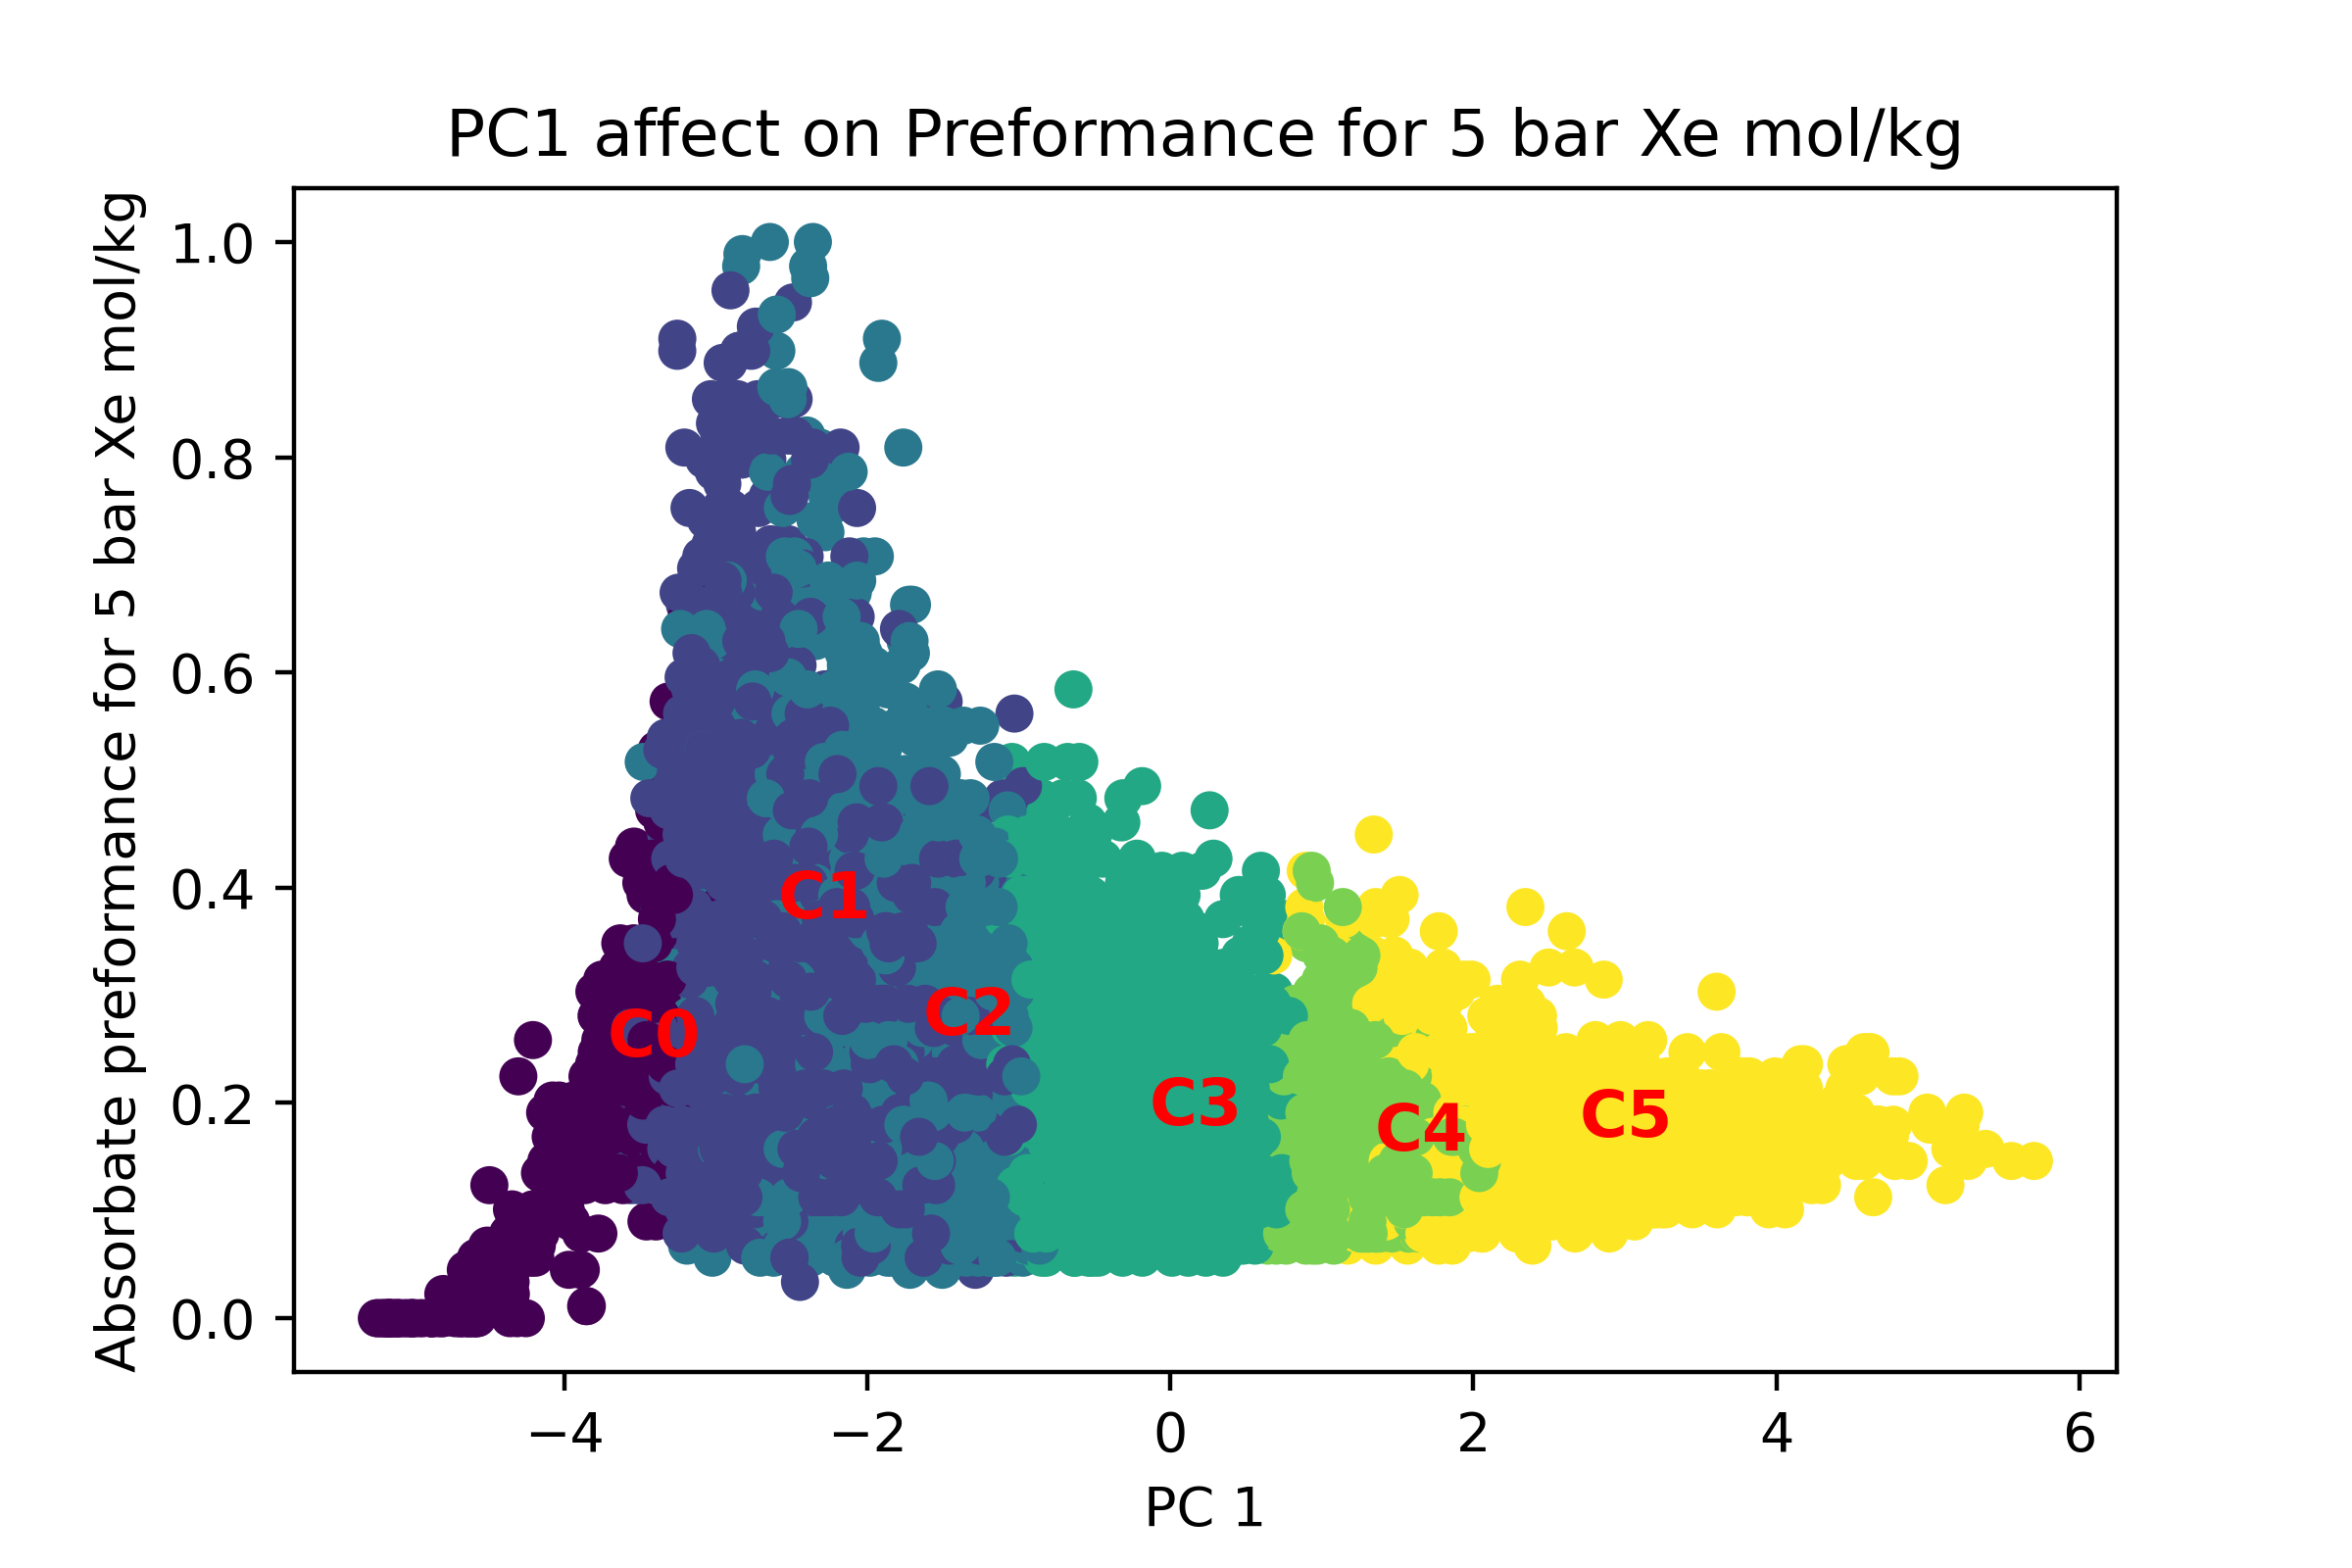 PC1 affect on Preformance for 5 bar Xe mol/kg
Absorbate preformance for 5 bar Xe mol/kg
1.0
0.8
0.6
0.4
0.2
0.0
C0
C1
C2
C3
C4
C5
−4
−2
0
2
4
6
PC 1